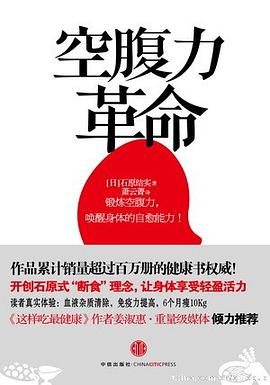 空腹力
革命
[日]石原结实 著
萧云菁 译
锻炼空腹力，
唤醒身体的自愈能力！
作品累计销量超过百万册的健康书权威！
开创石原式“断食”理念，让身体享受轻盈活力
读者真实体验：血液杂质清除，免疫力提高，6个月瘦10Kg
《这样吃最健康》作者姜淑惠·重量级媒体 倾力推荐
中信出版社·CHINACITICPRESS